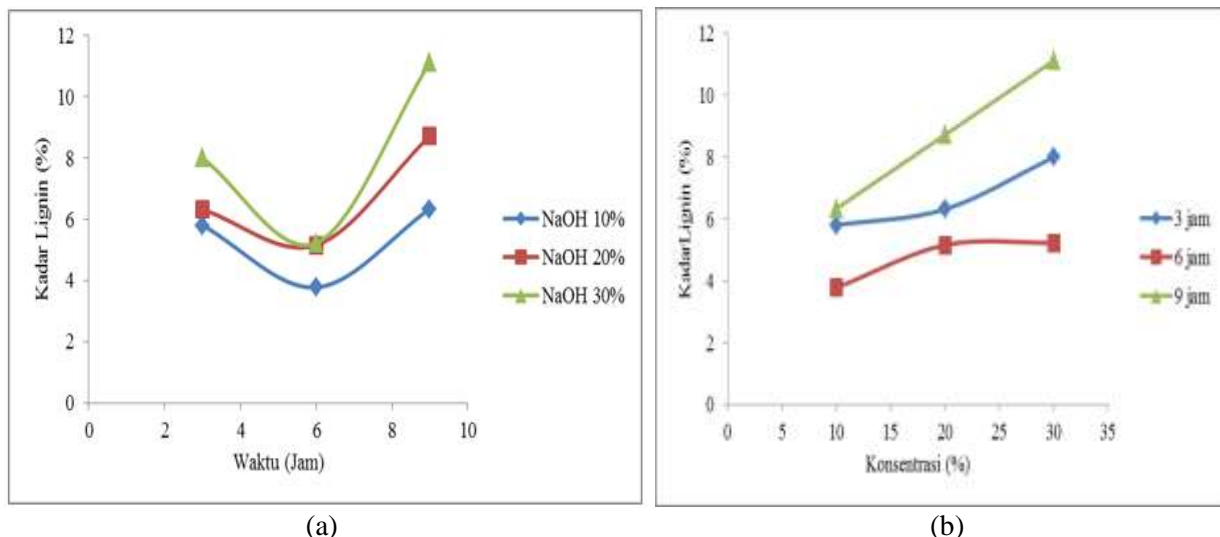 12
10
8
6
4
2
0
Kadar Lignin (%)
0 2 4 6 8 10
Waktu (Jam)
NaOH 10%
NaOH 20%
NaOH 30%
(a)
12
10
8
6
4
2
0
KadarLignin (%)
0 5 10 15 20 25 30 35
Konsentrasi (%)
3 jam
6 jam
9 jam
(b)